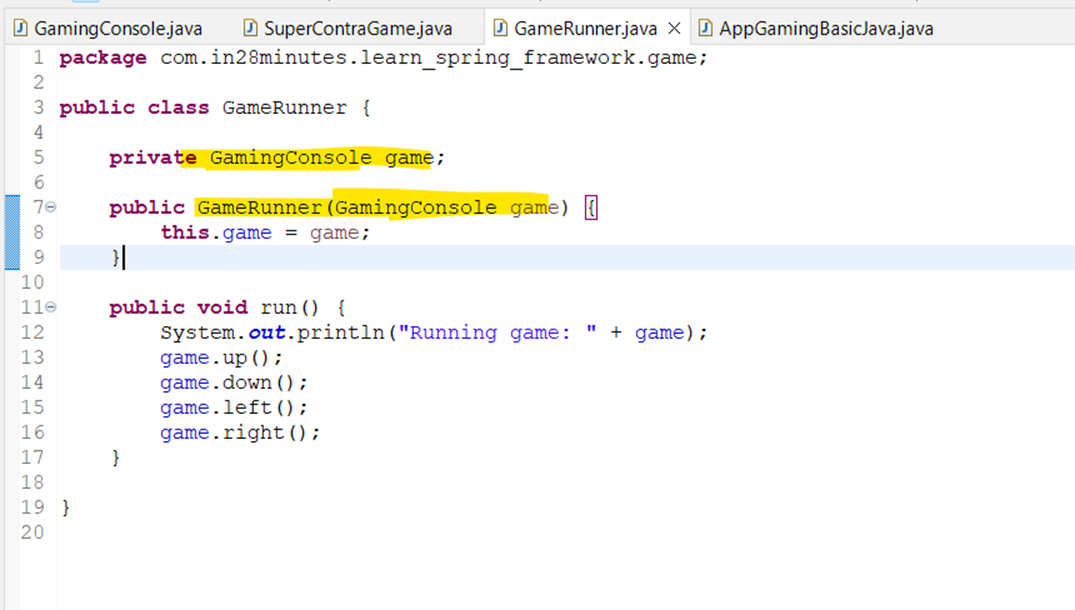 GamingConsole.java SuperContraGame.java GameRunner.java AppGamingBasicJava.java
1 package com.in28minutes.learn_spring_framework.game;
2
3 public class GameRunner {
4
5 private GamingConsole game;
6
7 public GameRunner(GamingConsole game) {
8 this.game = game;
9 }
10
11 public void run() {
12 System.out.println("Running game: " + game);
13 game.up();
14 game.down();
15 game.left();
16 game.right();
17 }
18
19 }
20